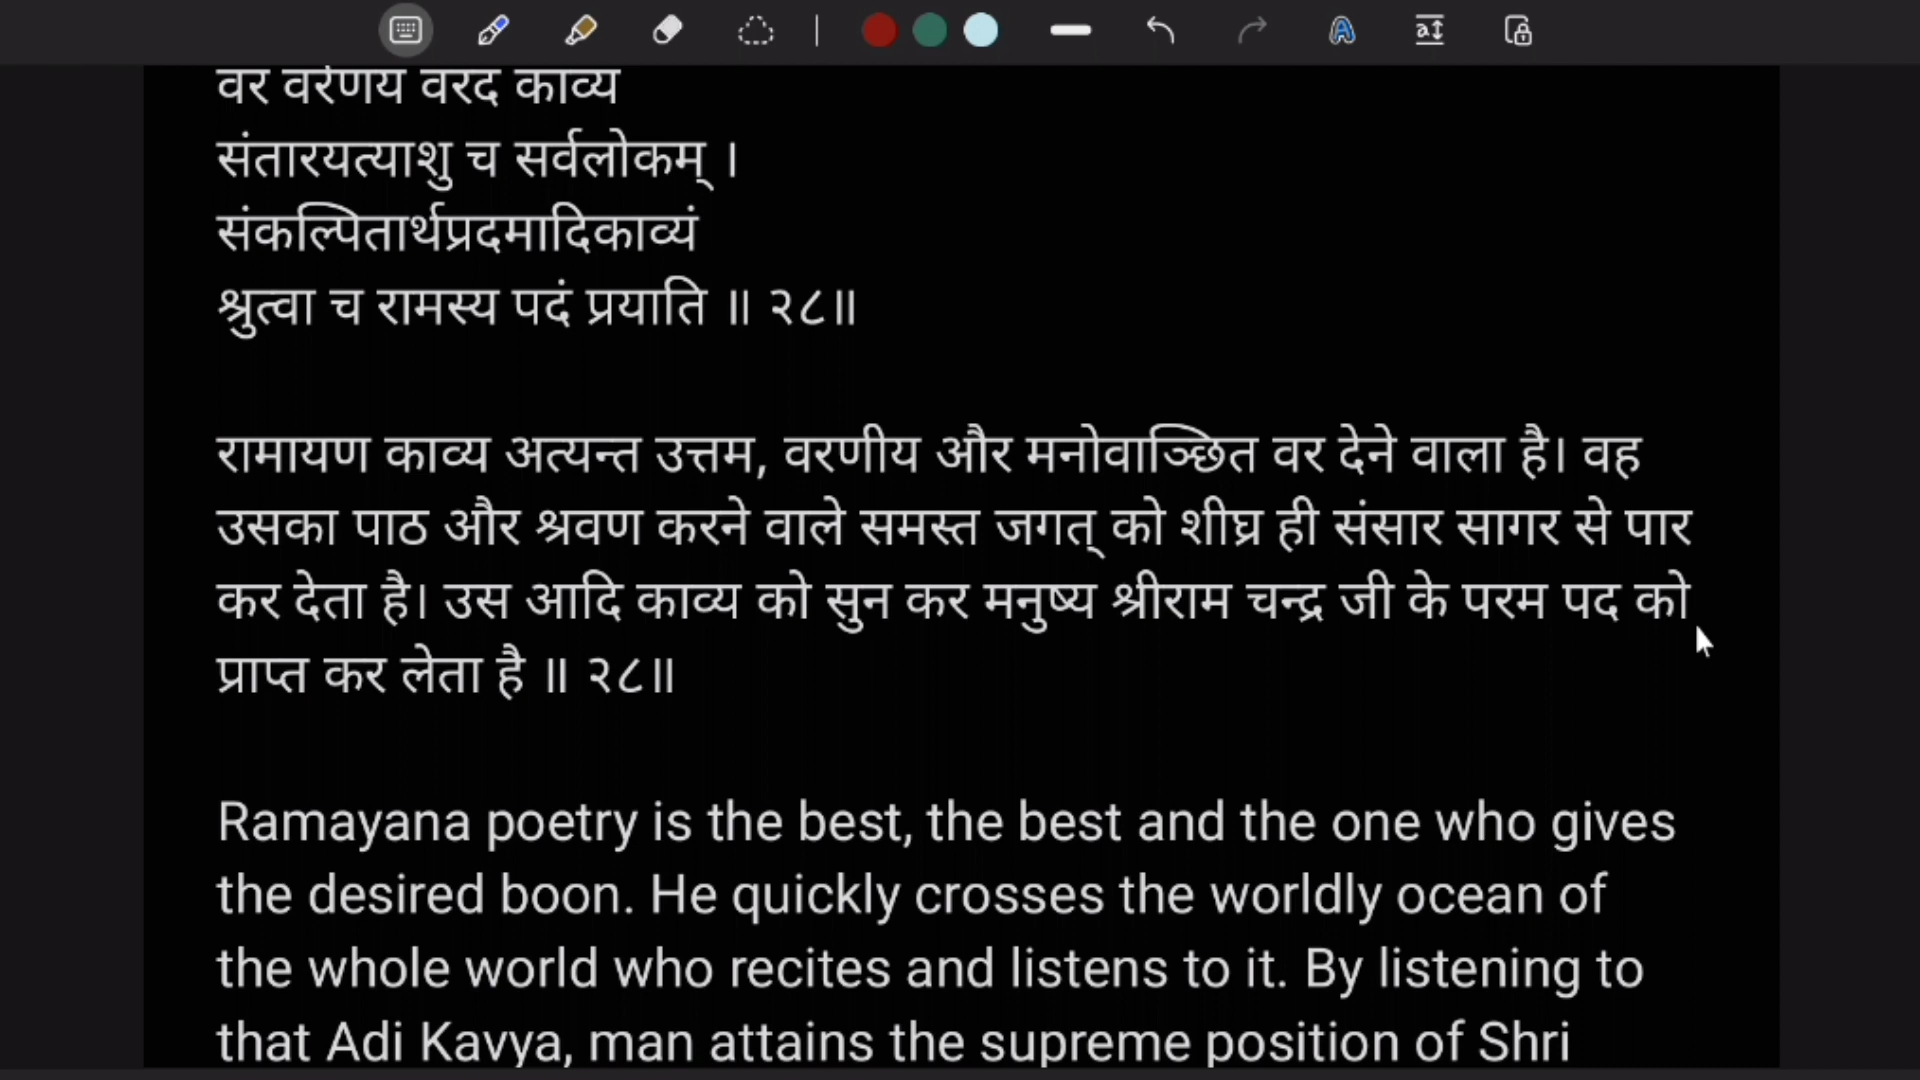 वरं वरेण्यं वरदं काव्यं
संतारयत्याशु च सर्वलोकम् ।
संकल्पितार्थप्रदमादिकाव्यं
श्रुत्वा च रामस्य पदं प्रयाति ॥ २८॥
रामायण काव्य अत्यन्त उत्तम, वरणीय और मनोवाञ्छित वर देने वाला है। वह
उसका पाठ और श्रवण करने वाले समस्त जगत् को शीघ्र ही संसार सागर से पार
कर देता है। उस आदि काव्य को सुन कर मनुष्य श्रीराम चन्द्र जी के परम पद को
प्राप्त कर लेता है ॥ २८॥
Ramayana poetry is the best, the best and the one who gives
the desired boon. He quickly crosses the worldly ocean of
the whole world who recites and listens to it. By listening to
that Adi Kavya, man attains the supreme position of Shri